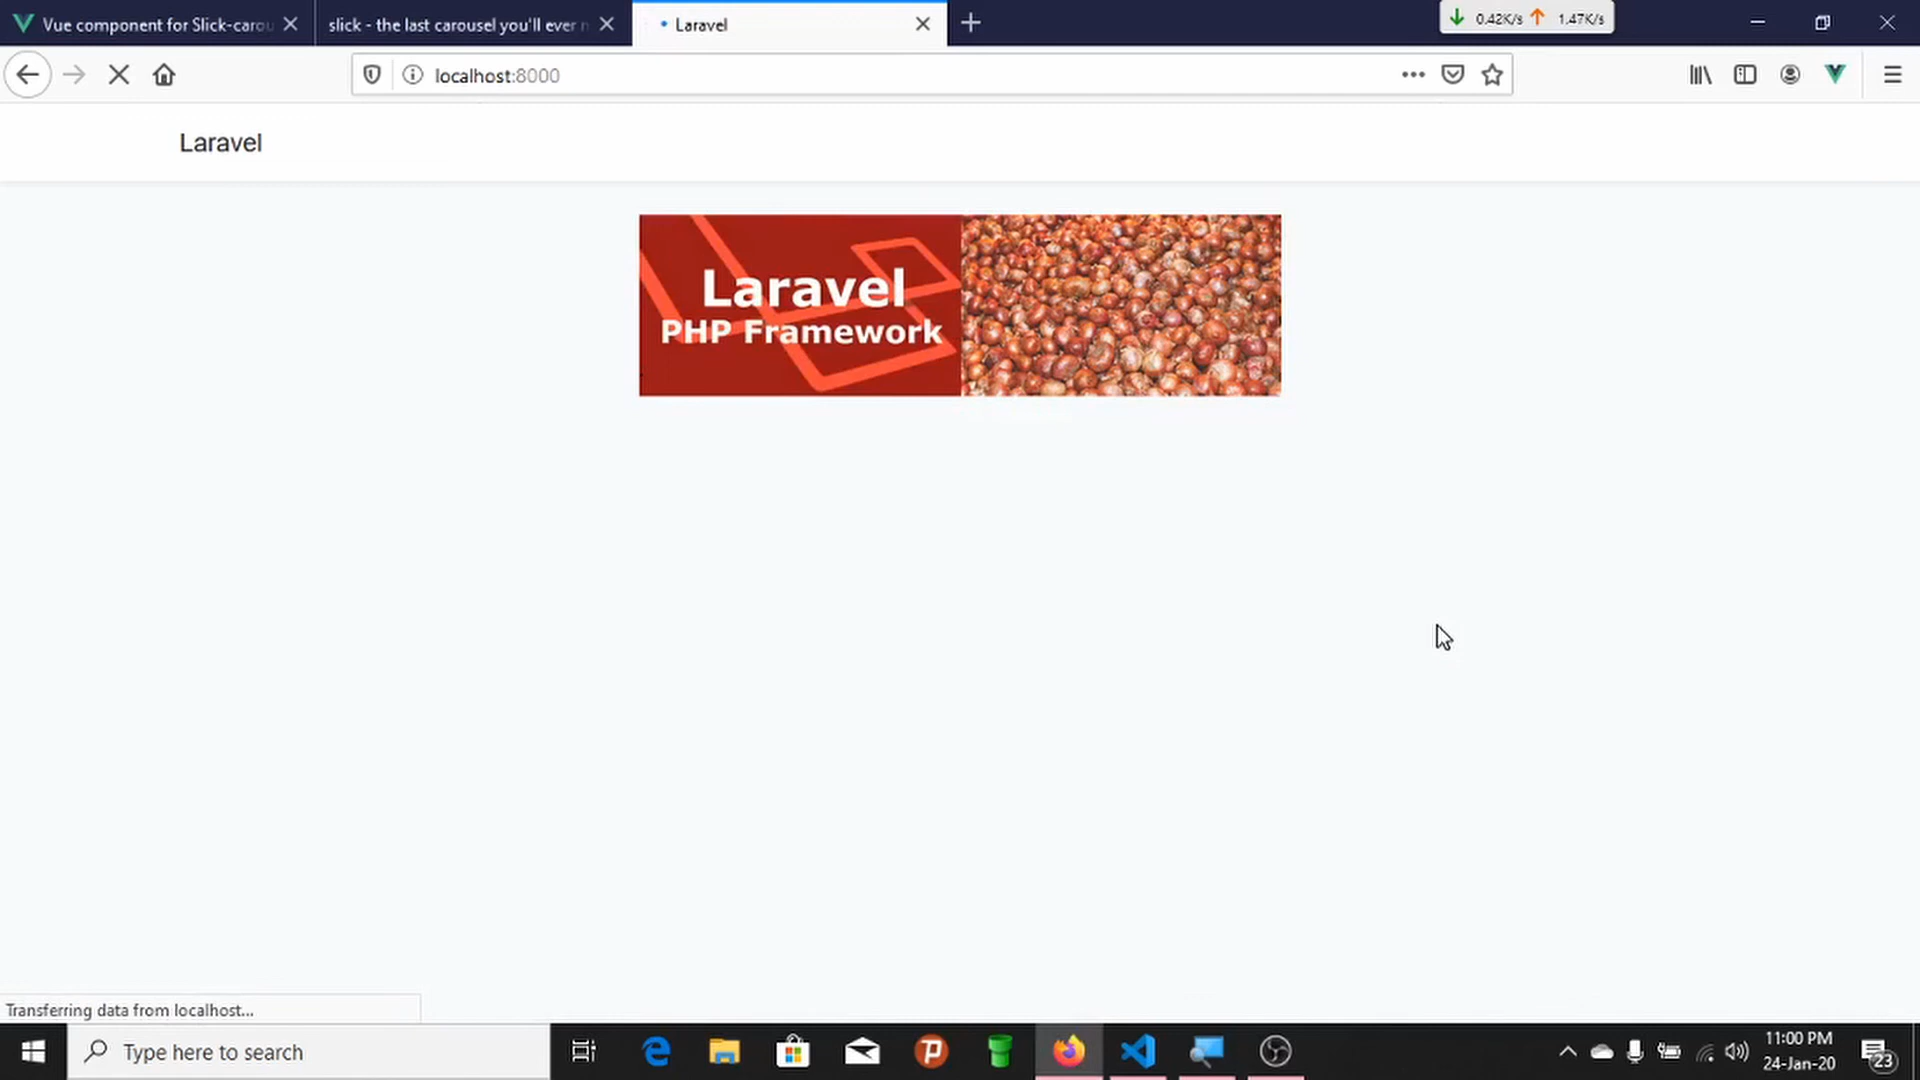 Vue component for Slick-carou
slick - the last carousel you'll ever n
Laravel
0.42K/s 1.47K/s
localhost:8000
Laravel
Laravel
PHP Framework
Transferring data from localhost...
Type here to search
11:00 PM
24-Jan-20
23